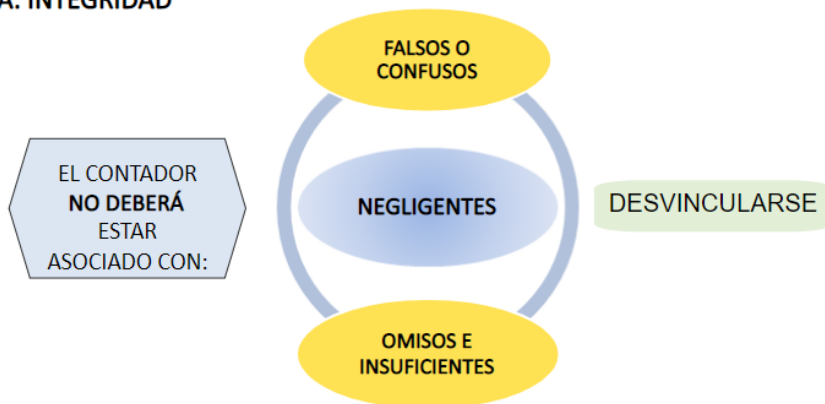 A. INTEGRIDAD
FALSOS O
CONFUSOS
EL CONTADOR
NO DEBERÁ
ESTAR
ASOCIADO CON:
NEGLIGENTES
DESVINCULARSE
OMISOS E
INSUFICIENTES